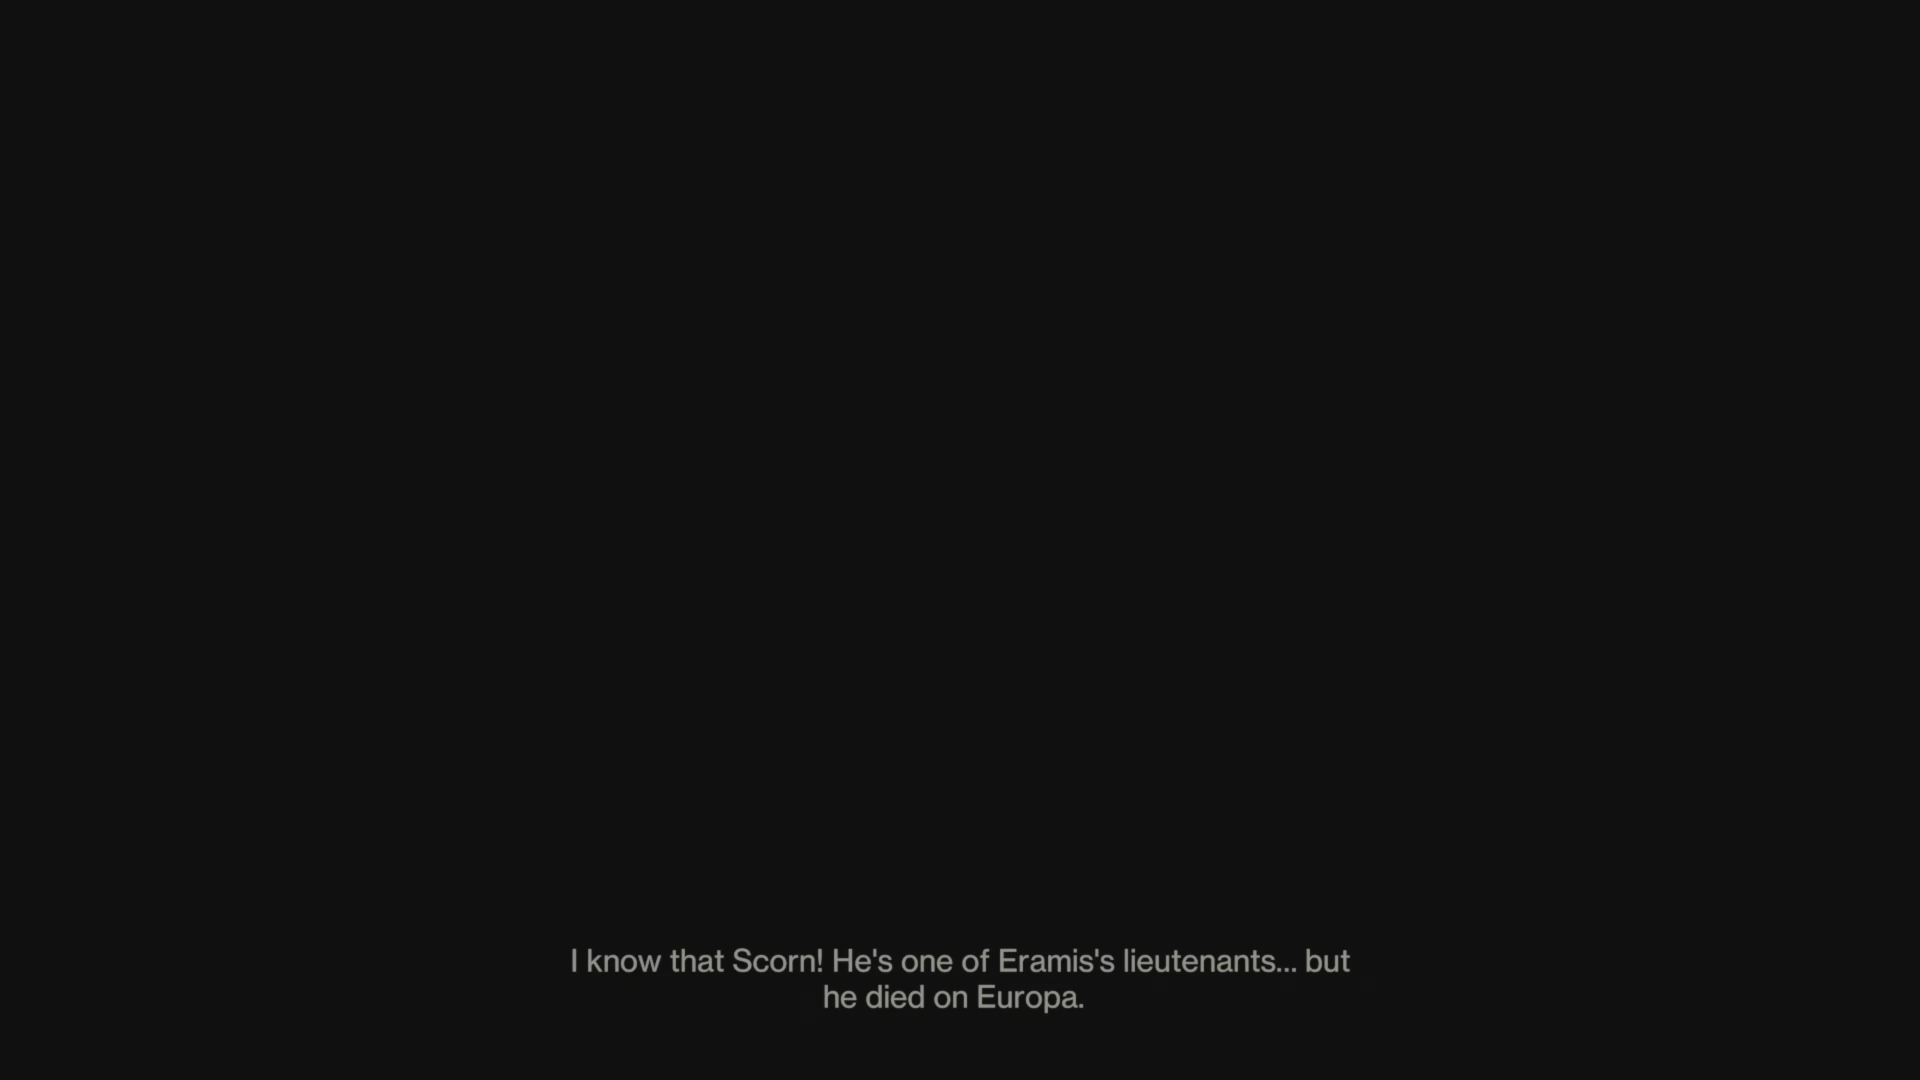 I know that Scorn! He's one of Eramis's lieutenants... but
he died on Europa.